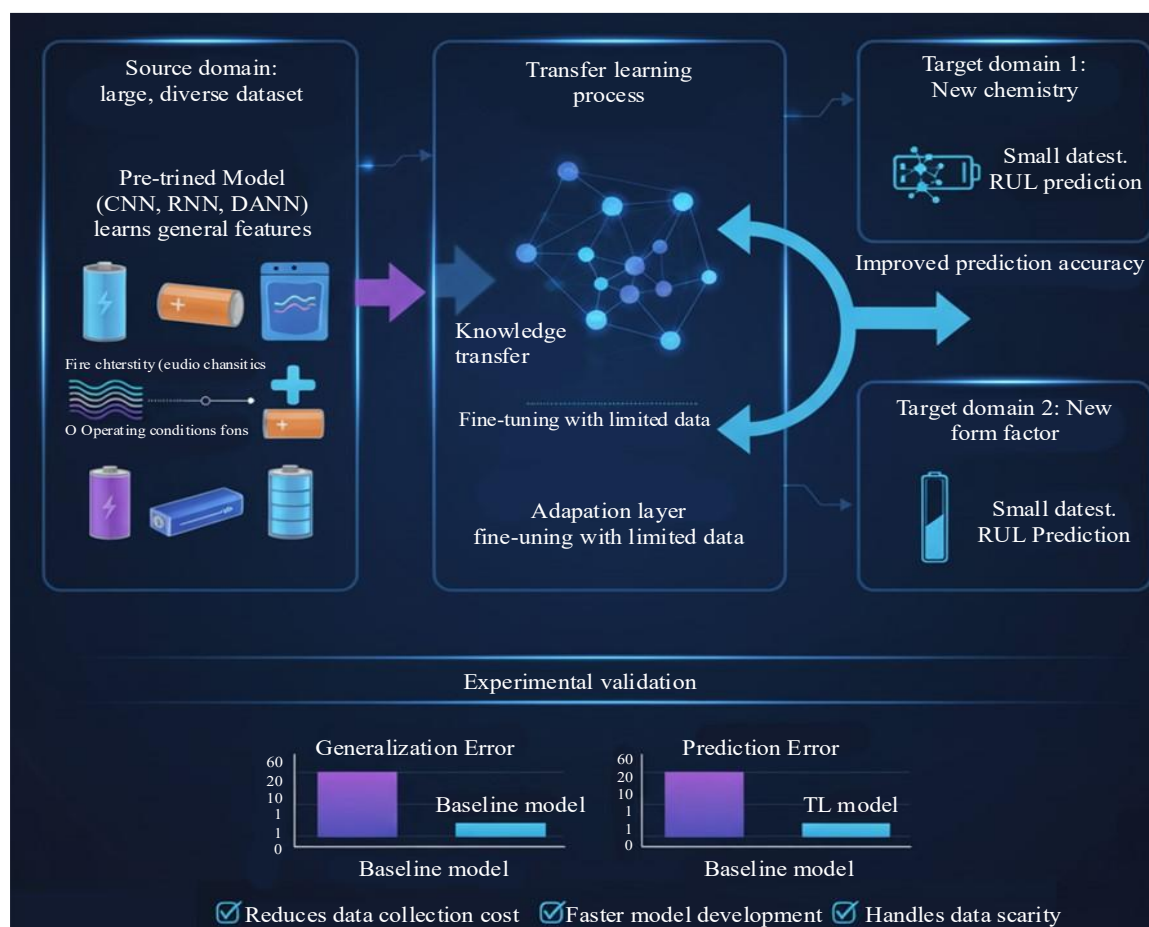 Source domain:
large, diverse dataset
Pre-trined Model
(CNN, RNN, DANN)
learns general features
Fire chterstity (eudio chansitics
O Operating conditions fons
Transfer learning
process
Knowledge
transfer
Fine-tuning with limited data
Adapation layer
fine-uning with limited data
Target domain 1:
New chemistry
Small datest.
RUL prediction
Improved prediction accuracy
Target domain 2: New
form factor
Small datest.
RUL Prediction
Experimental validation
Generalization Error
60
20
10
1
1
0
Baseline model
Baseline model
Prediction Error
60
20
10
1
1
0
TL model
Baseline model
Reduces data collection cost
Faster model development
Handles data scarity